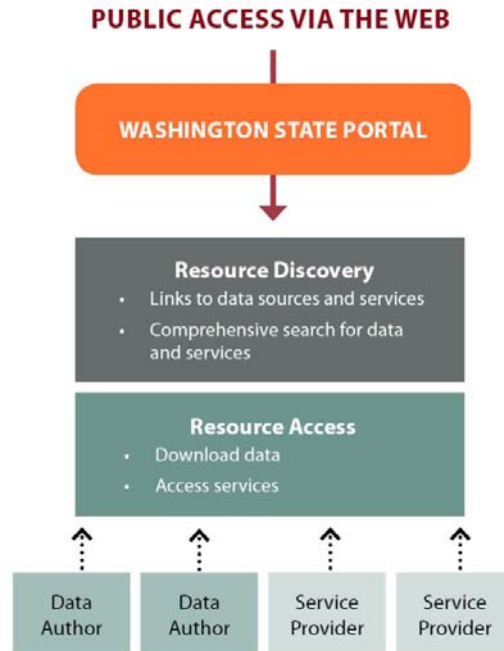 PUBLIC ACCESS VIA THE WEB
WASHINGTON STATE PORTAL
Resource Discovery
• Links to data sources and services
• Comprehensive search for data
and services
Resource Access
• Download data
• Access services
Data
Author
Data
Author
Service
Provider
Service
Provider